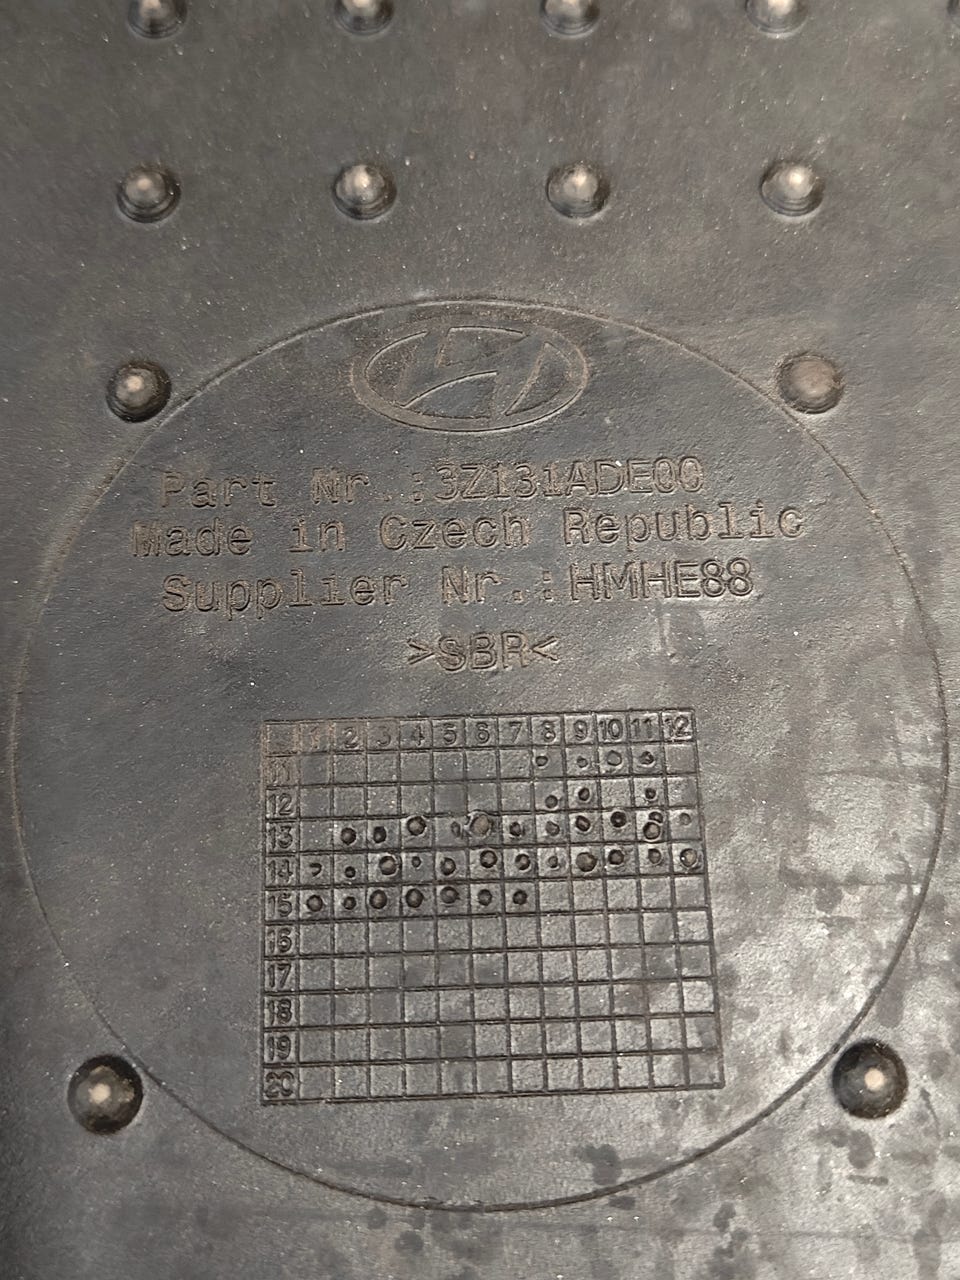 Part Nr.:3Z131ADE00
Made in Czech Republic
Supplier Nr.:HMHE88
>SBR<
1 2 3 4 5 6 7 8 9 10 11 12
11
12
13
14
15
16
17
18
19
20